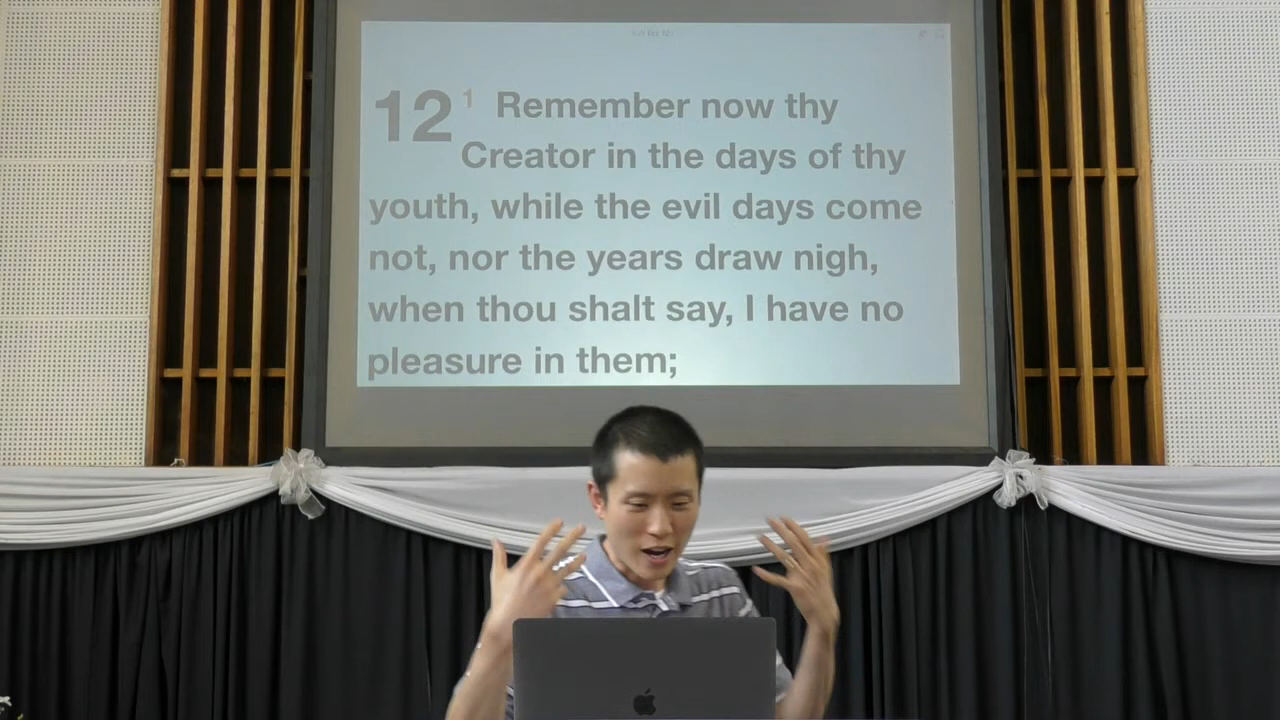 12 1 Remember now thy
Creator in the days of thy
youth, while the evil days come
not, nor the years draw nigh,
when thou shalt say, I have no
pleasure in them;